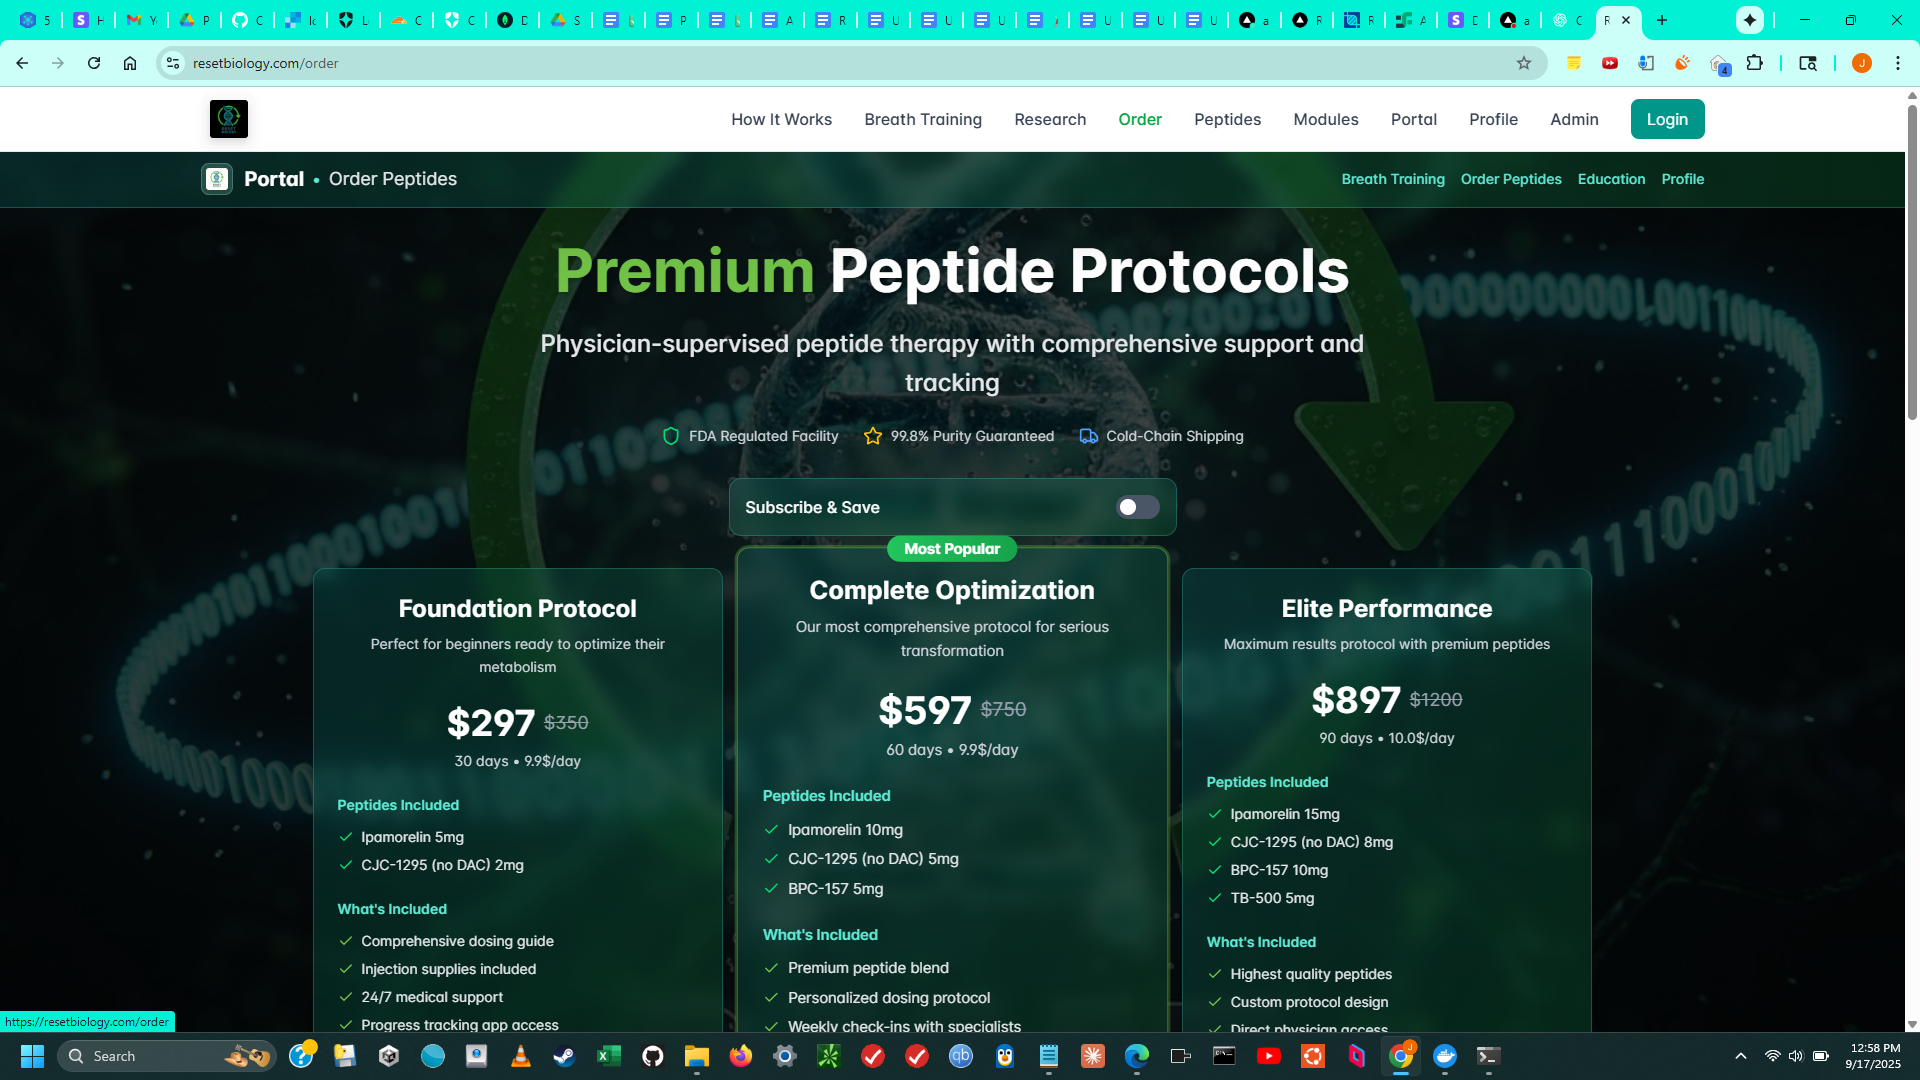 resetbiology.com/order
4
J
How It Works
Breath Training
Research
Order
Peptides
Modules
Portal
Profile
Admin
Login
Portal • Order Peptides
Breath Training
Order Peptides
Education
Profile
Premium Peptide Protocols
Physician-supervised peptide therapy with comprehensive support and
tracking
FDA Regulated Facility
99.8% Purity Guaranteed
Cold-Chain Shipping
Subscribe & Save
Most Popular
Foundation Protocol
Perfect for beginners ready to optimize their
metabolism
$297 $350
30 days • 9.9$/day
Peptides Included
Ipamorelin 5mg
CJC-1295 (no DAC) 2mg
What's Included
Comprehensive dosing guide
Injection supplies included
24/7 medical support
Progress tracking app access
Complete Optimization
Our most comprehensive protocol for serious
transformation
$597 $750
60 days • 9.9$/day
Peptides Included
Ipamorelin 10mg
CJC-1295 (no DAC) 5mg
BPC-157 5mg
What's Included
Premium peptide blend
Personalized dosing protocol
Weekly check-ins with specialists
Elite Performance
Maximum results protocol with premium peptides
$897 $1200
90 days • 10.0$/day
Peptides Included
Ipamorelin 15mg
CJC-1295 (no DAC) 8mg
BPC-157 10mg
TB-500 5mg
What's Included
Highest quality peptides
Custom protocol design
Direct physician access
https://resetbiology.com/order
Search
qb
12:58 PM
9/17/2025